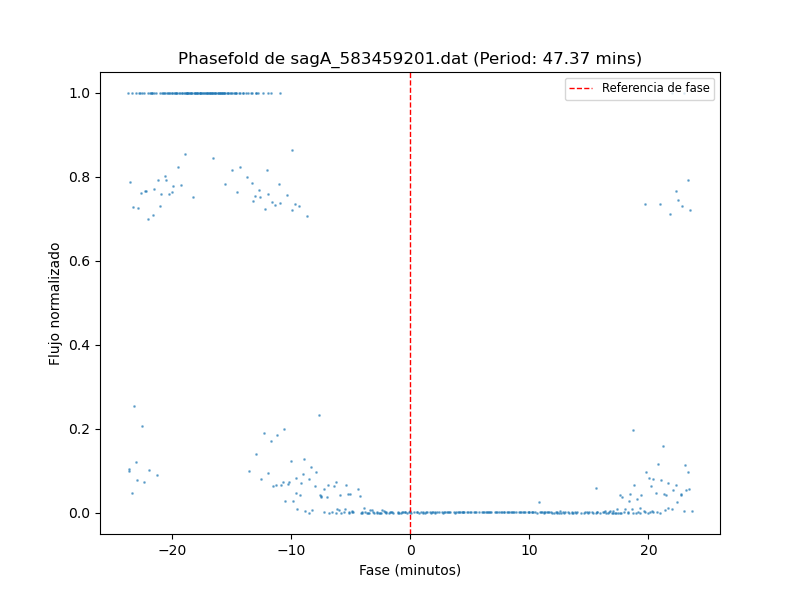 Phasefold de sagA_583459201.dat (Period: 47.37 mins)
Referencia de fase
1.0
0.8
0.6
0.4
0.2
0.0
Flujo normalizado
−20
−10
0
10
20
Fase (minutos)